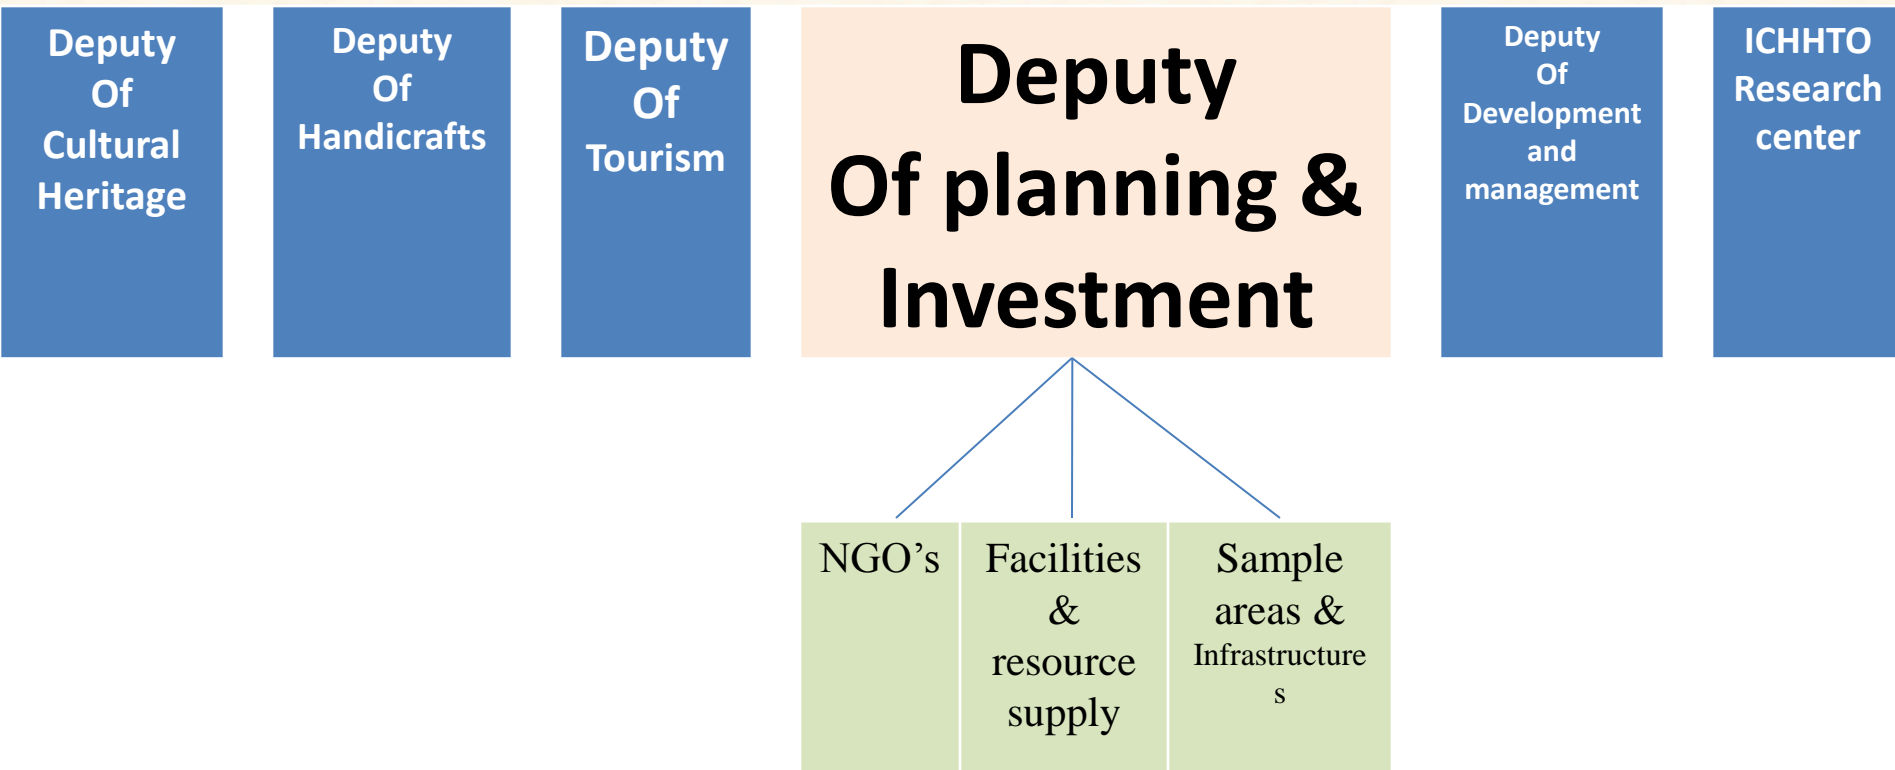 Deputy
Of
Cultural
Heritage
Deputy
Of
Handicrafts
Deputy
Of
Tourism
Deputy
Of planning &
Investment
Deputy
Of
Development
and
management
ICHHTO
Research
center
NGO’s
Facilities
&
resource
supply
Sample
areas &
Infrastructure
s